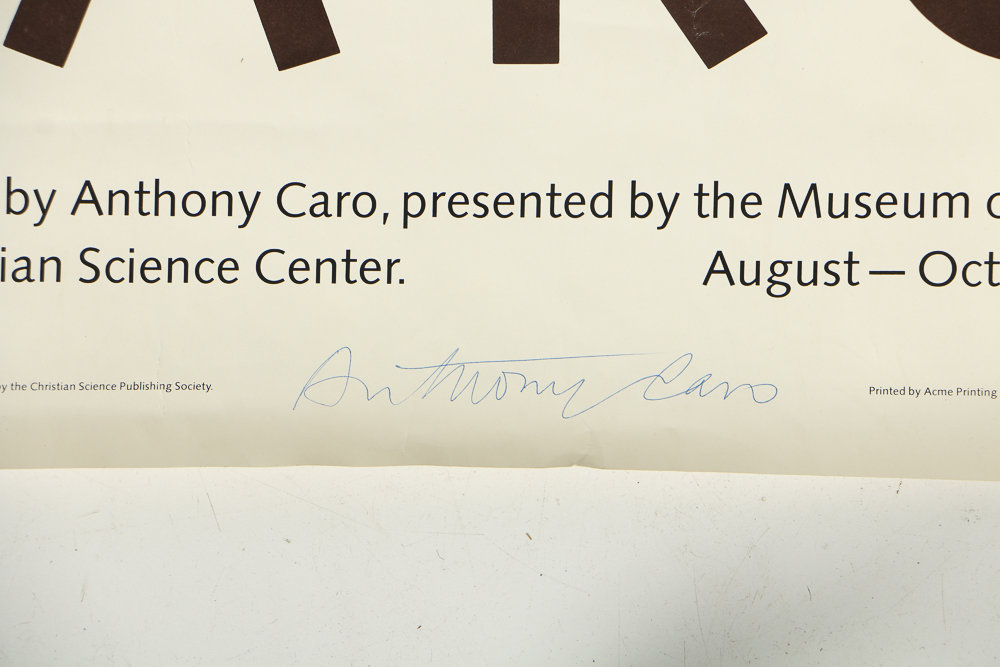 by Anthony Caro, presented by the Museum
ian Science Center. August — Oct
by the Christian Science Publishing Society.
Anthony Caro
Printed by Acme Printing